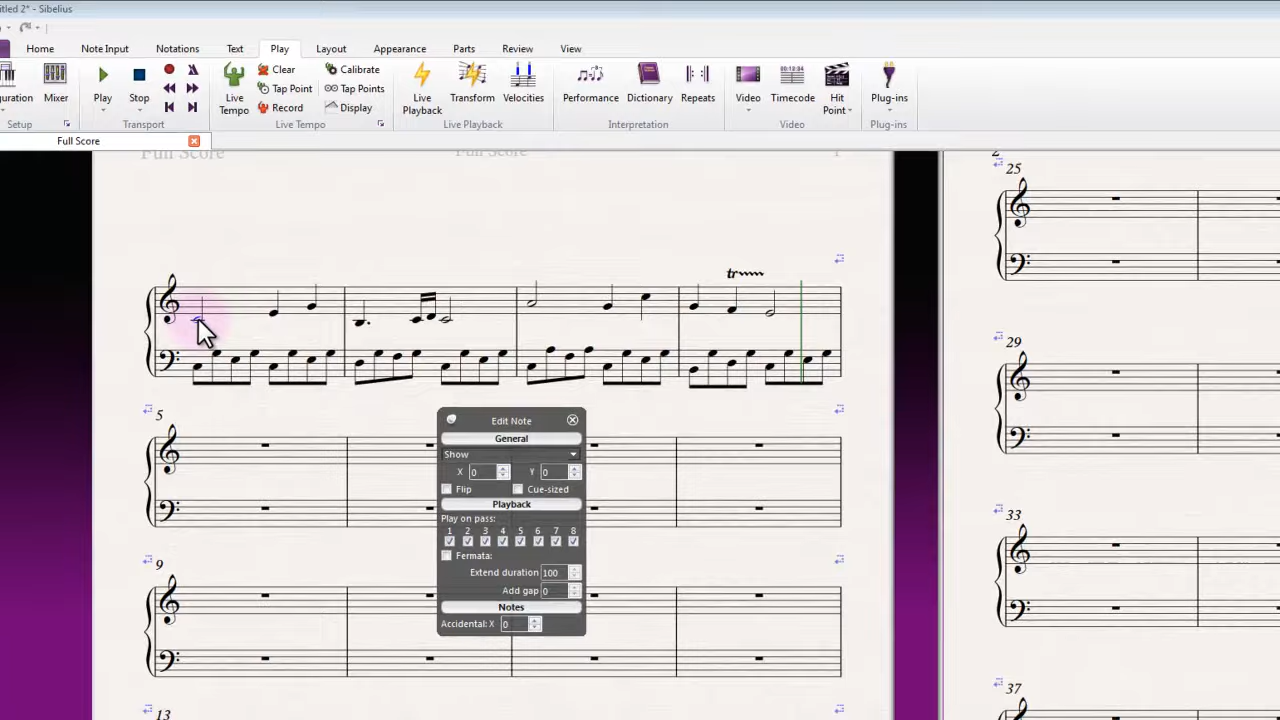 titled 2* - Sibelius
Home Note Input Notations Text Play Layout Appearance Parts Review View
Clear Calibrate
Tap Point Tap Points
Record Display
uration Mixer Play Stop Live Tempo Live Playback Transform Velocities Performance Dictionary Repeats Video Timecode Hit Point Plug-ins
Setup Transport Live Tempo Live Playback Interpretation Video Plug-ins
Full Score
Full Score Full Score 1
2
25
tr
5
29
9
33
13
37
Edit Note
General
Show
X 0 Y 0
Flip Cue-sized
Playback
Play on pass:
1 2 3 4 5 6 7 8
Fermata:
Extend duration 100
Add gap 0
Notes
Accidental: X 0